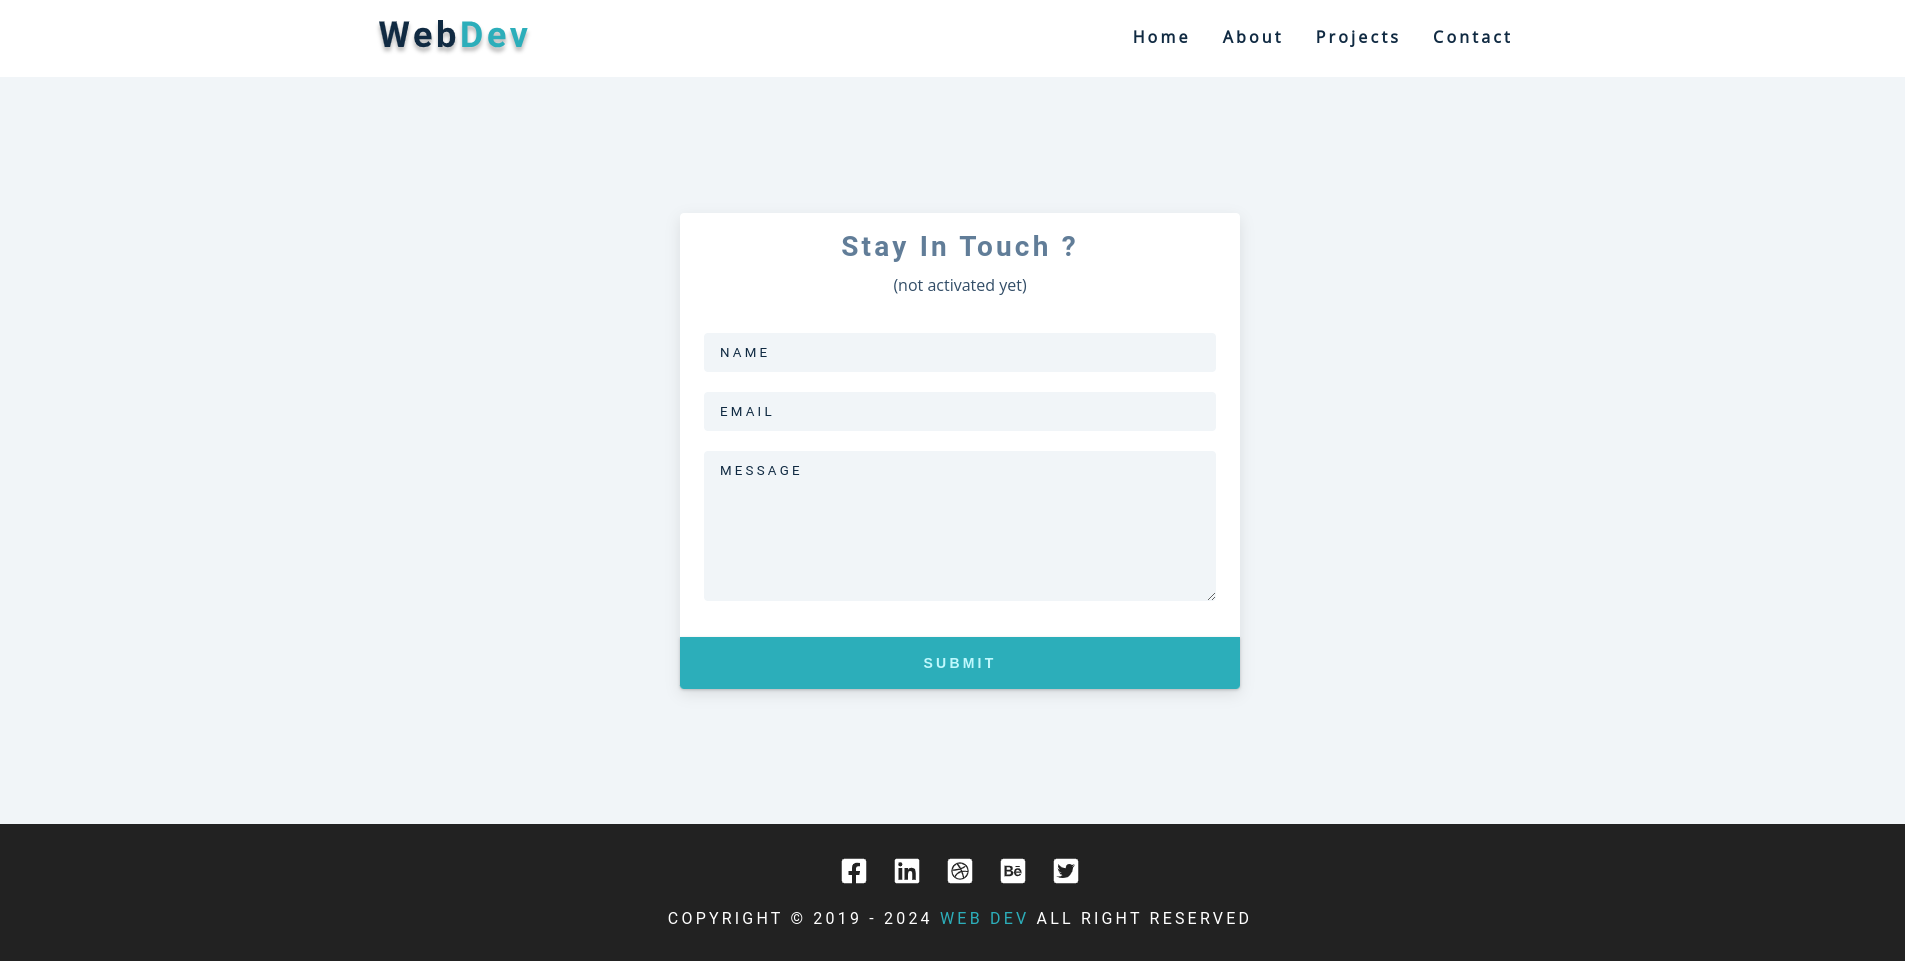 WebDev
Home About Projects Contact
Stay In Touch ?
(not activated yet)
NAME
EMAIL
MESSAGE
SUBMIT
COPYRIGHT © 2019 - 2024 WEB DEV ALL RIGHT RESERVED